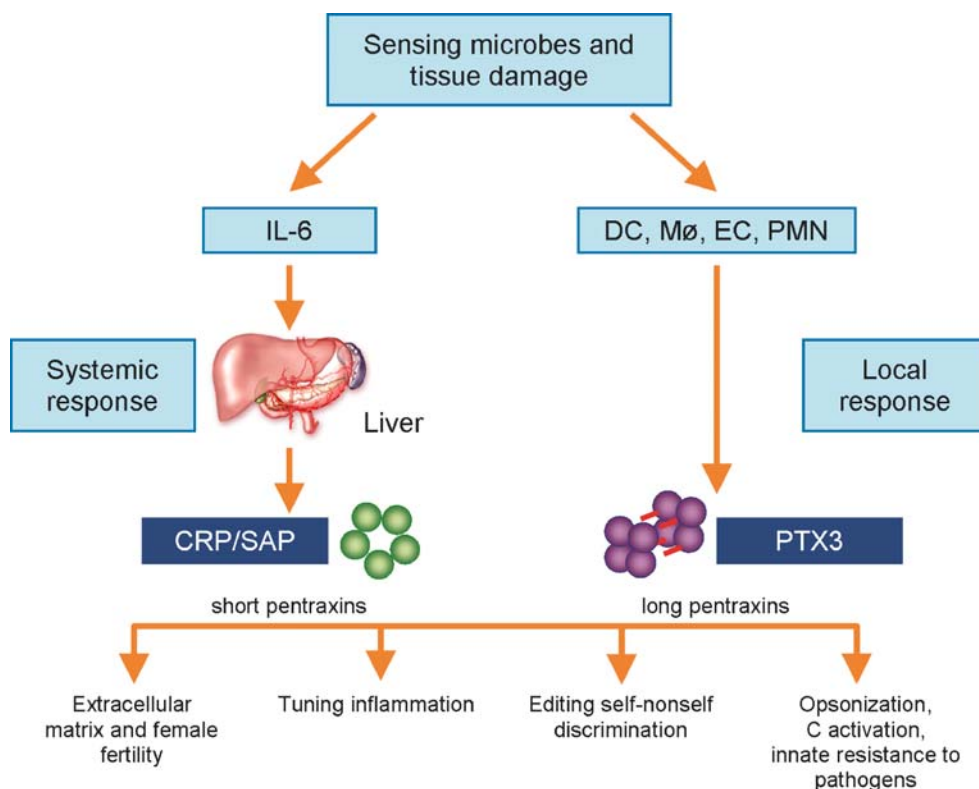 Sensing microbes and
tissue damage
IL-6
DC, Mø, EC, PMN
Systemic
response
Liver
Local
response
CRP/SAP
PTX3
short pentraxins
long pentraxins
Extracellular
matrix and female
fertility
Tuning inflammation
Editing self-nonself
discrimination
Opsonization,
C activation,
innate resistance to
pathogens